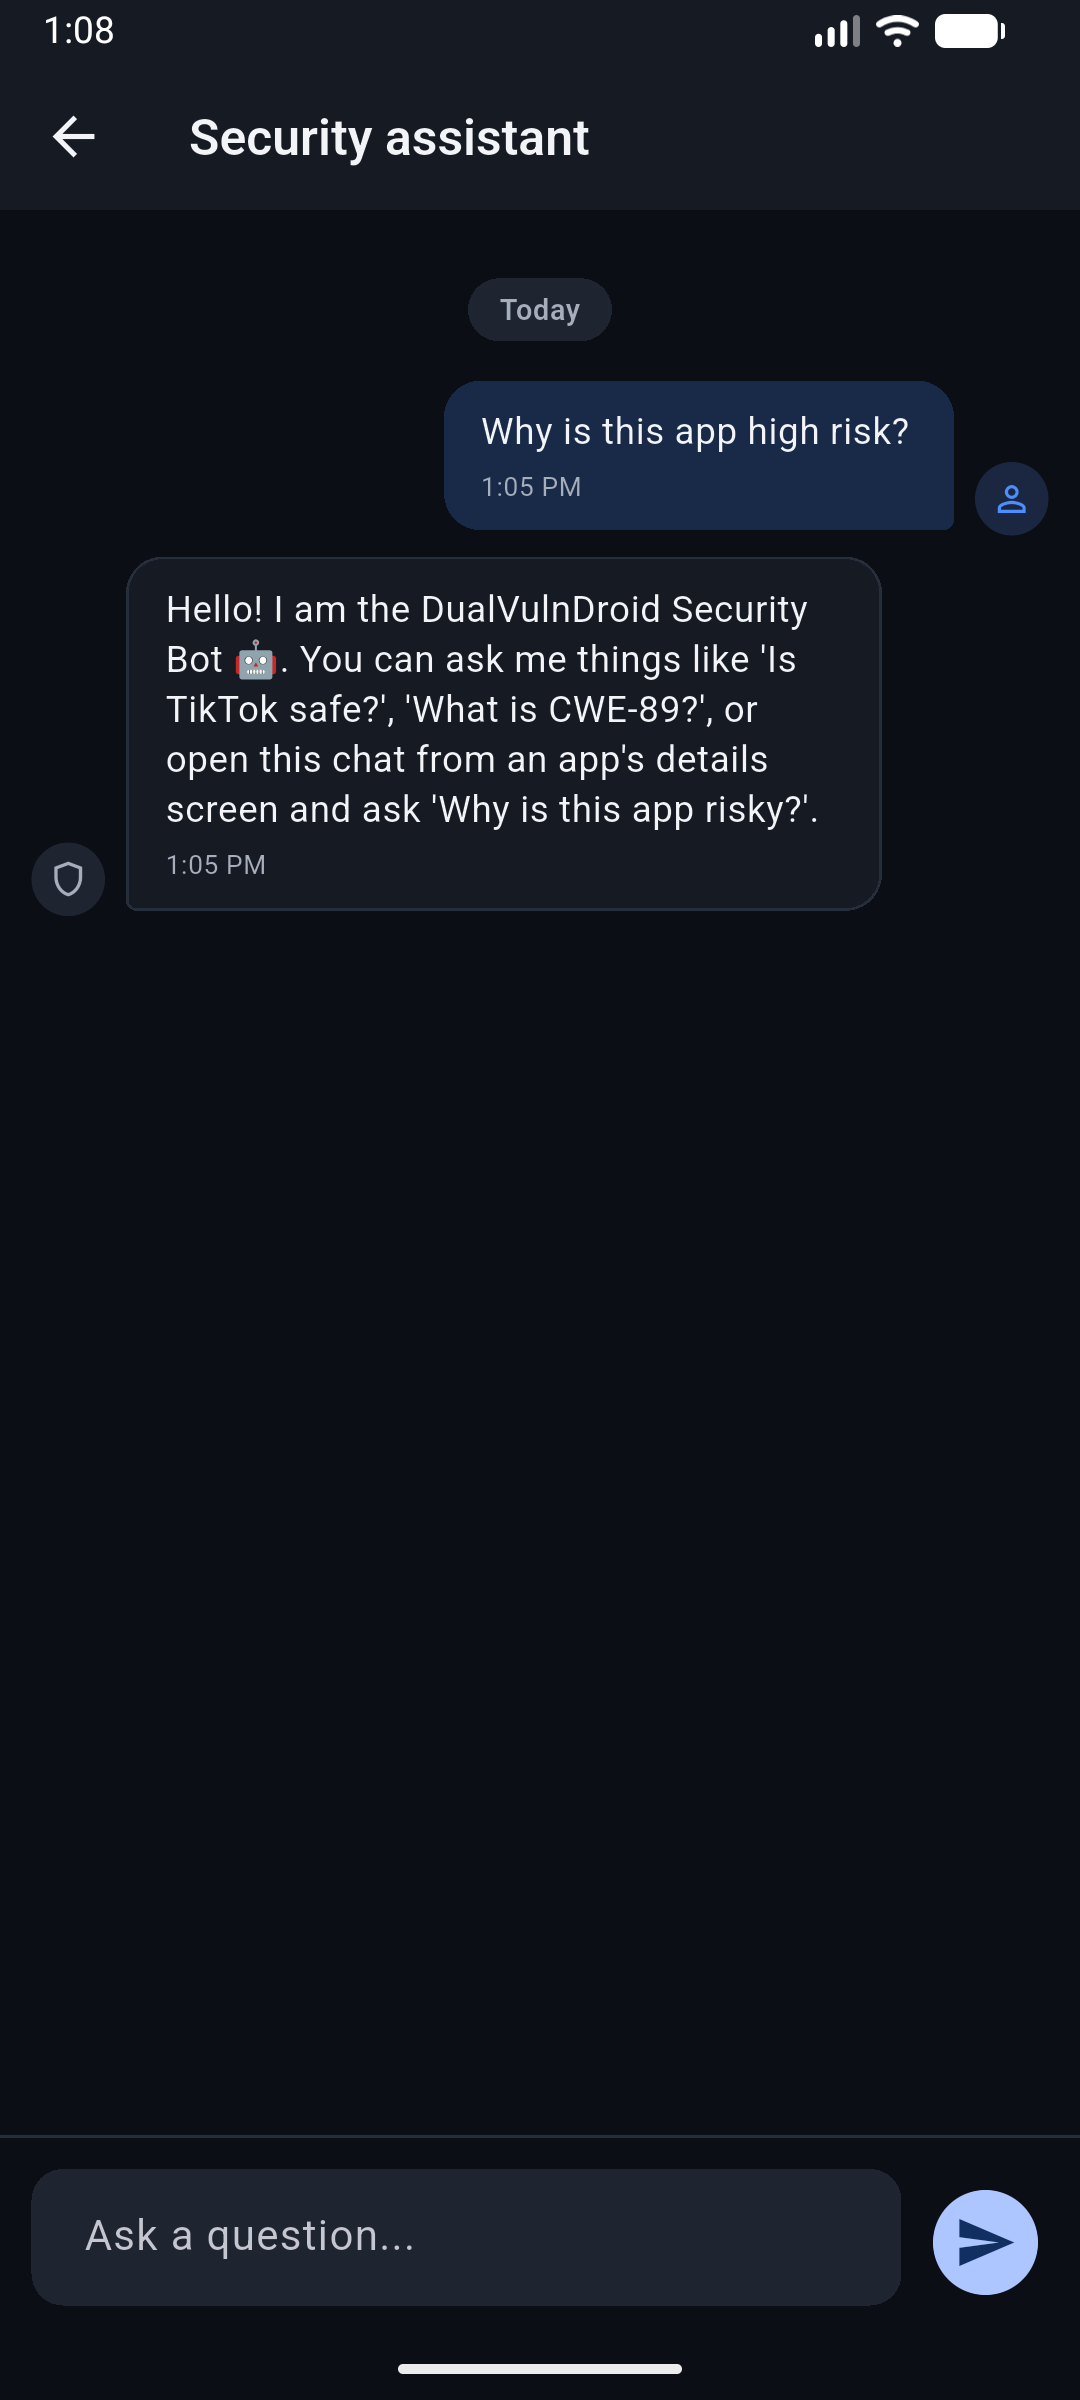 1:08
Security assistant
Today
Why is this app high risk?
1:05 PM
Hello! I am the DualVulnDroid Security
Bot 🤖. You can ask me things like 'Is
TikTok safe?', 'What is CWE-89?', or
open this chat from an app's details
screen and ask 'Why is this app risky?'.
1:05 PM
Ask a question...